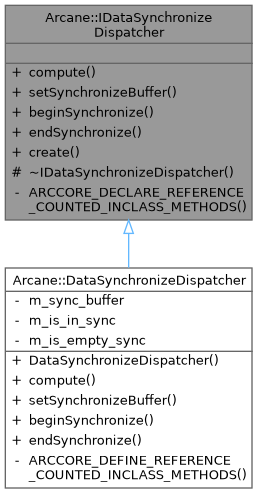 Arcane::IDataSynchronize
Dispatcher
+ compute()
+ setSynchronizeBuffer()
+ beginSynchronize()
+ endSynchronize()
+ create()
# ~IDataSynchronizeDispatcher()
- ARCCORE_DECLARE_REFERENCE
_COUNTED_INCLASS_METHODS()
Arcane::DataSynchronizeDispatcher
- m_sync_buffer
- m_is_in_sync
- m_is_empty_sync
+ DataSynchronizeDispatcher()
+ compute()
+ setSynchronizeBuffer()
+ beginSynchronize()
+ endSynchronize()
- ARCCORE_DEFINE_REFERENCE
_COUNTED_INCLASS_METHODS()